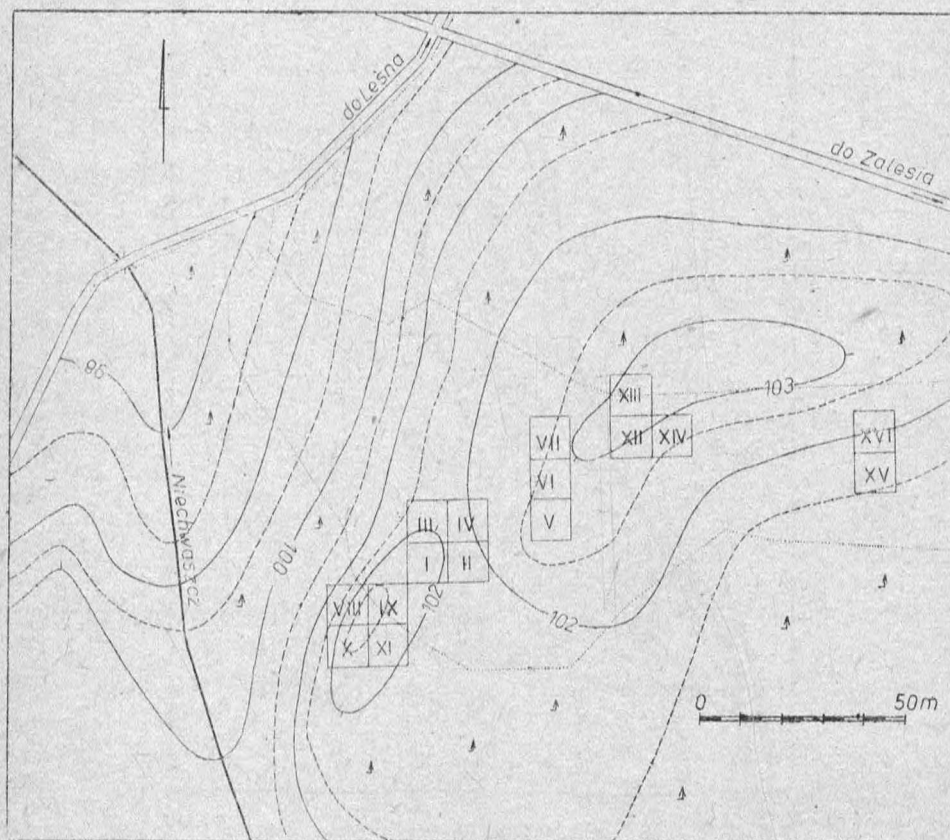 do Leśna
do Zalesia
98
103
XIII
VII
XII
XIV
XVI
VI
XV
Niechwaszcz
V
III
IV
100
I
II
102
VIII
IX
102
X
XI
0 50m